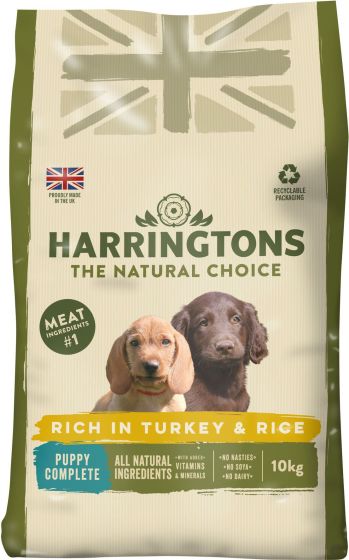 PROUDLY MADE
IN THE UK
RECYCLABLE
PACKAGING
HARRINGTONS
THE NATURAL CHOICE
MEAT
INGREDIENTS
#1
RICH IN TURKEY & RICE
PUPPY
COMPLETE
ALL NATURAL
INGREDIENTS
•WITH ADDED•
VITAMINS
& MINERALS
•NO NASTIES•
•NO SOYA•
•NO DAIRY•
10kg